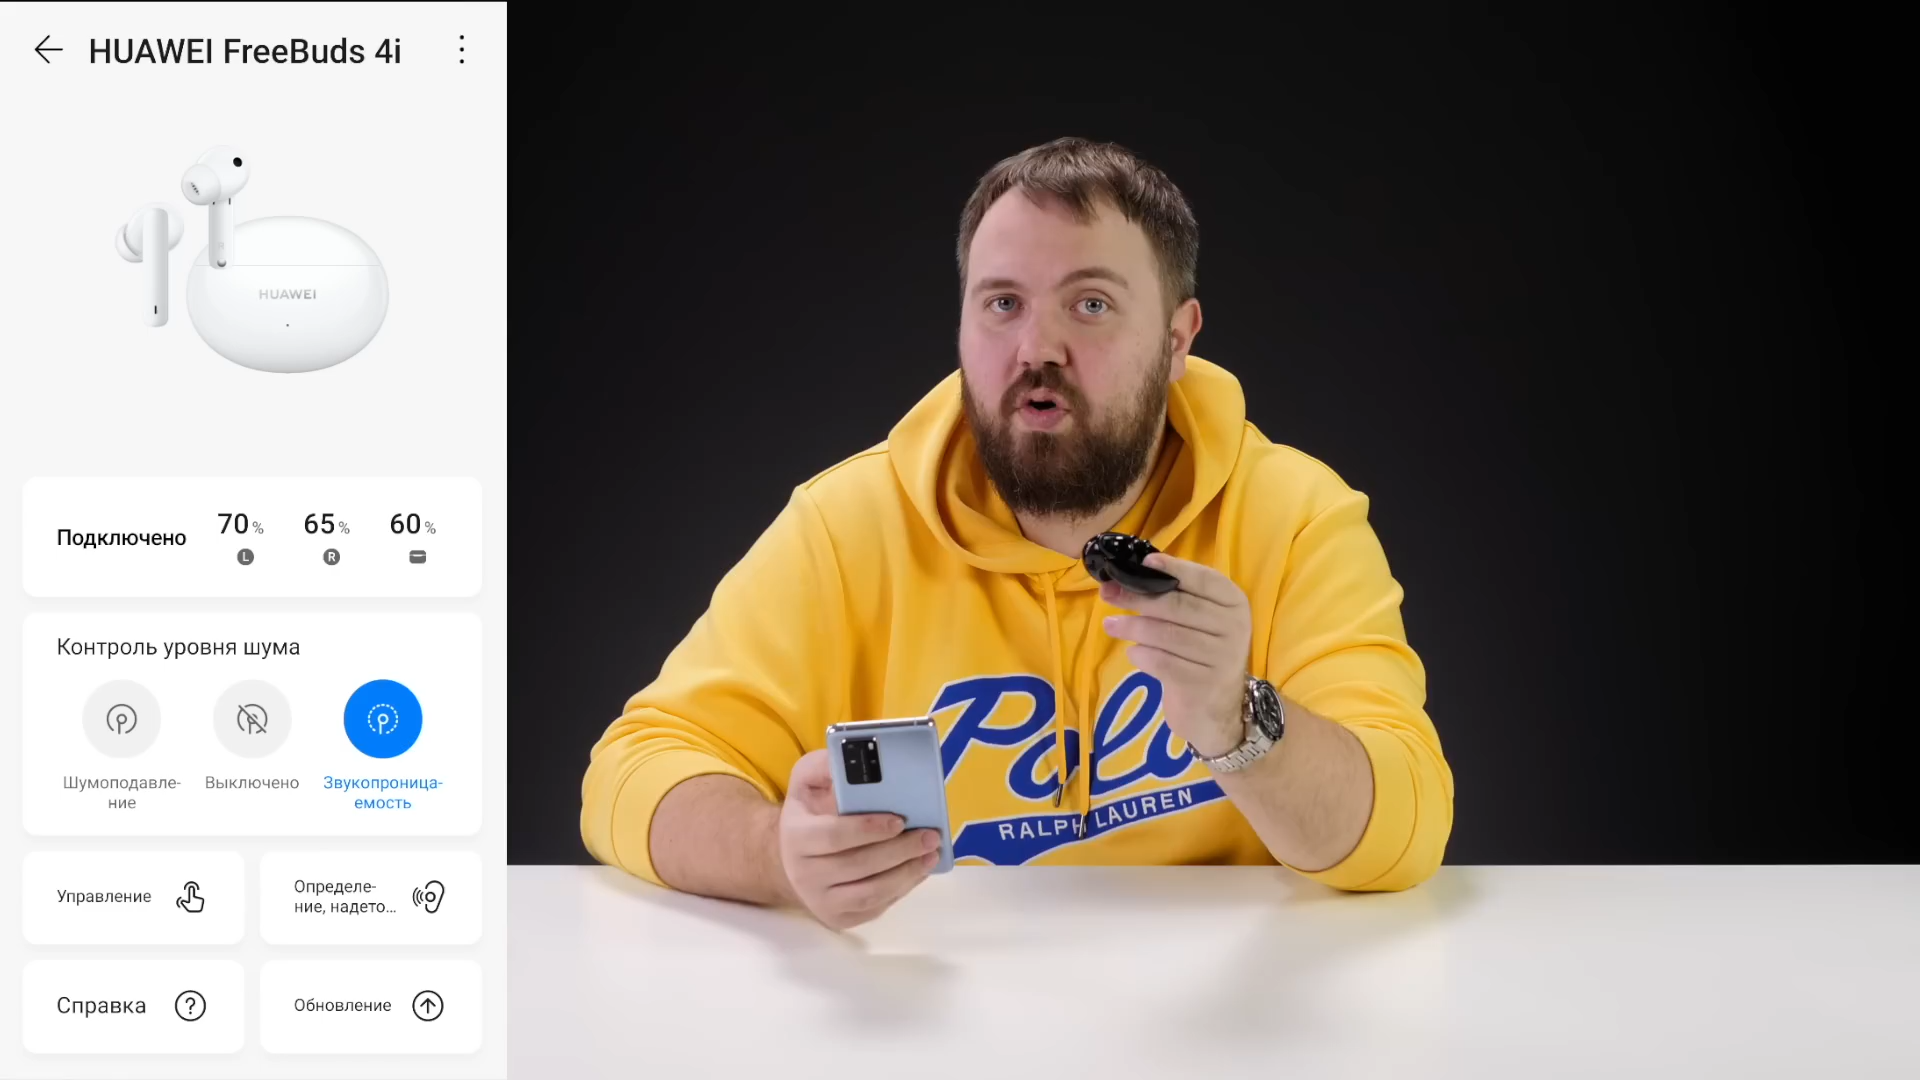 HUAWEI FreeBuds 4i
HUAWEI
Подключено
70 %
65 %
60 %
L
R
Контроль уровня шума
Шумоподавле-
ние
Выключено
Звукопроница-
емость
Управление
Определе-
ние, надето...
Справка
?
Обновление
Polo
RALPH LAUREN